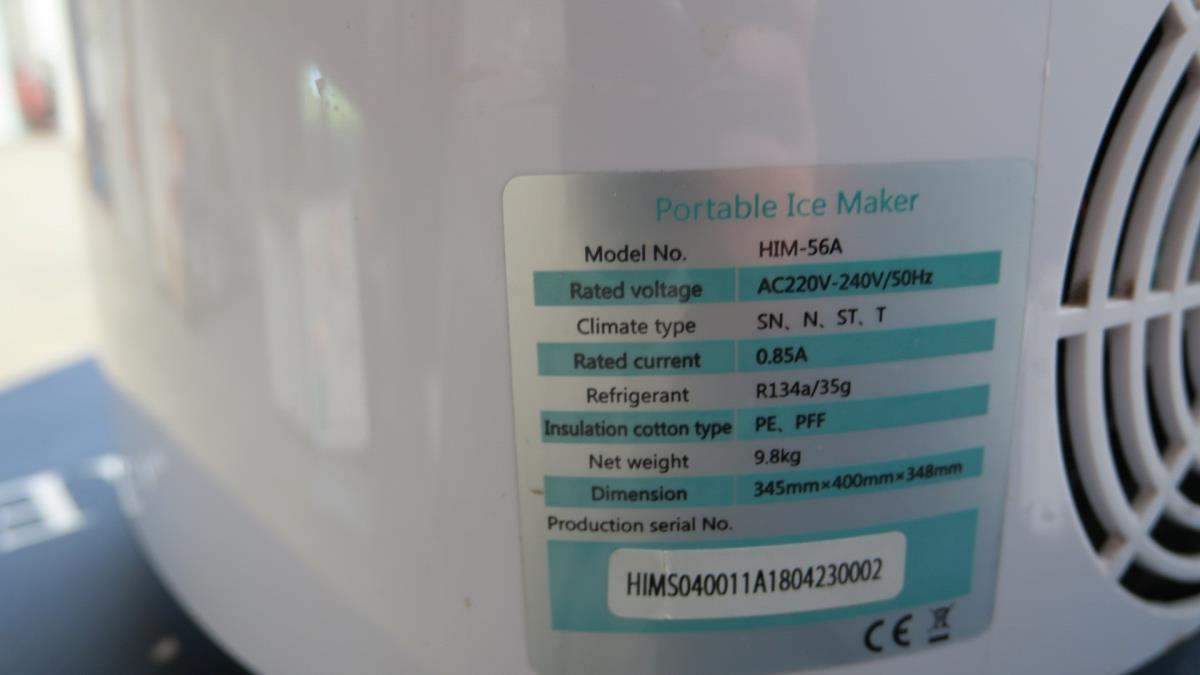 Portable Ice Maker
Model No. HIM-56A
Rated voltage AC220V-240V/50Hz
Climate type SN、N、ST、T
Rated current 0.85A
Refrigerant R134a/35g
Insulation cotton type PE、PFF
Net weight 9.8kg
Dimension 345mm×400mm×348mm
Production serial No.
HIMS040011A1804230002
CE